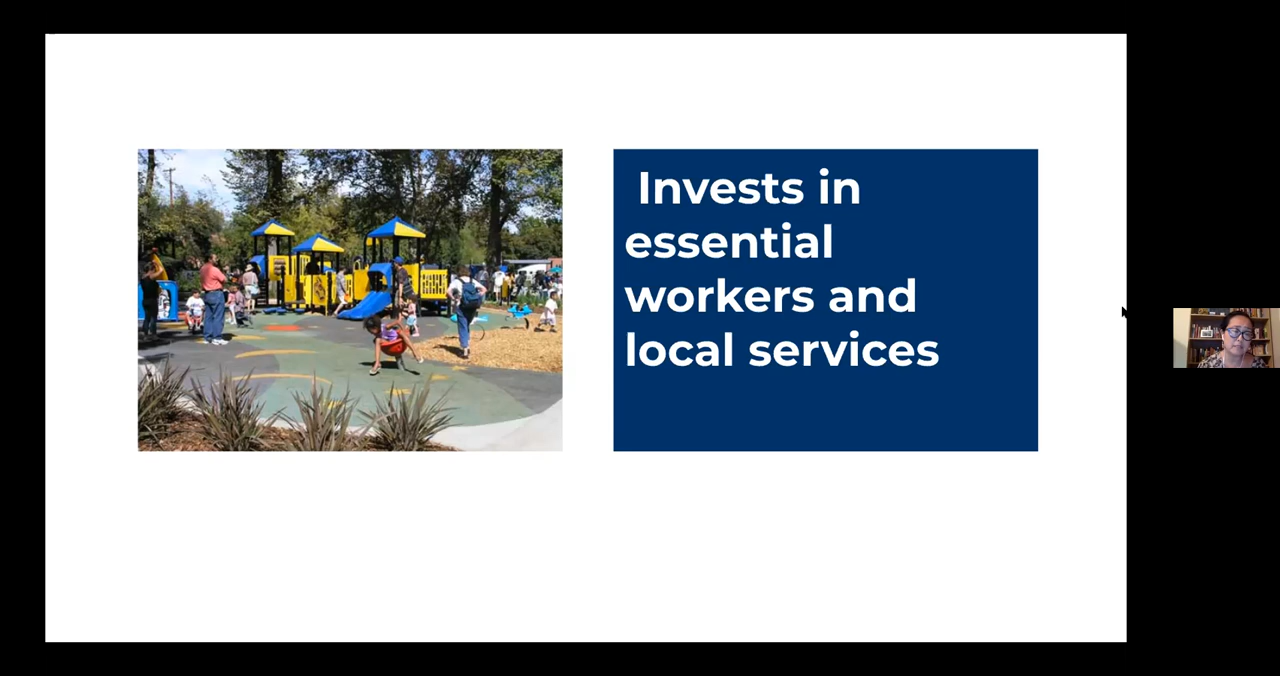 Invests in
essential
workers and
local services